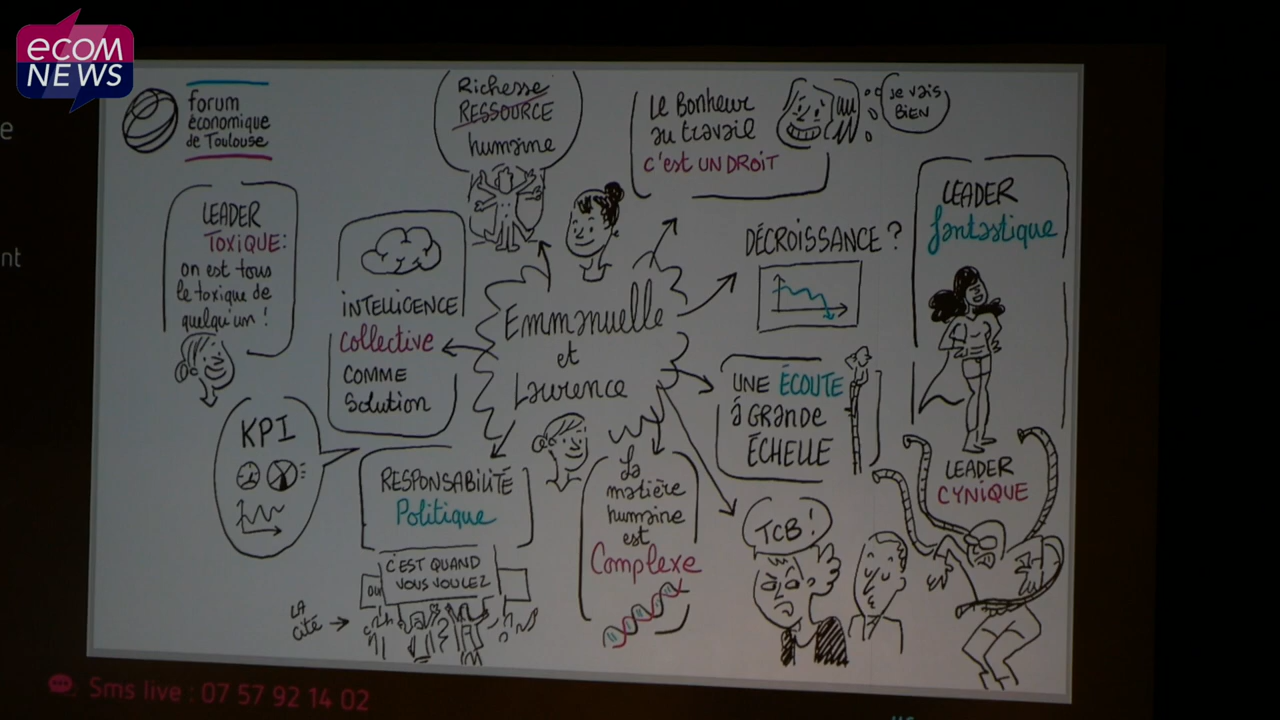 ecom
NEWS
forum
économique
de Toulouse
Richesse
RESSOURCE
humaine
LE BONHEUR
au travail
c'est UN DROIT
je vais
BIEN
LEADER
TOXIQUE:
on est tous
le toxique de
quelqu'un !
INTELLIGENCE
collective
COMME
solution
Emmanuelle
et
Laurence
DÉCROISSANCE ?
LEADER
fantastique
UNE ÉCOUTE
à GRANDE
ÉCHELLE
KPI
RESPONSABILITÉ
Politique
C'EST QUAND
VOUS VOULEZ
OUI
LA
cité
La
matière
humaine
est
Complexe
TCB !
LEADER
CYNIQUE
e
nt
Sms live : 07 57 92 14 02